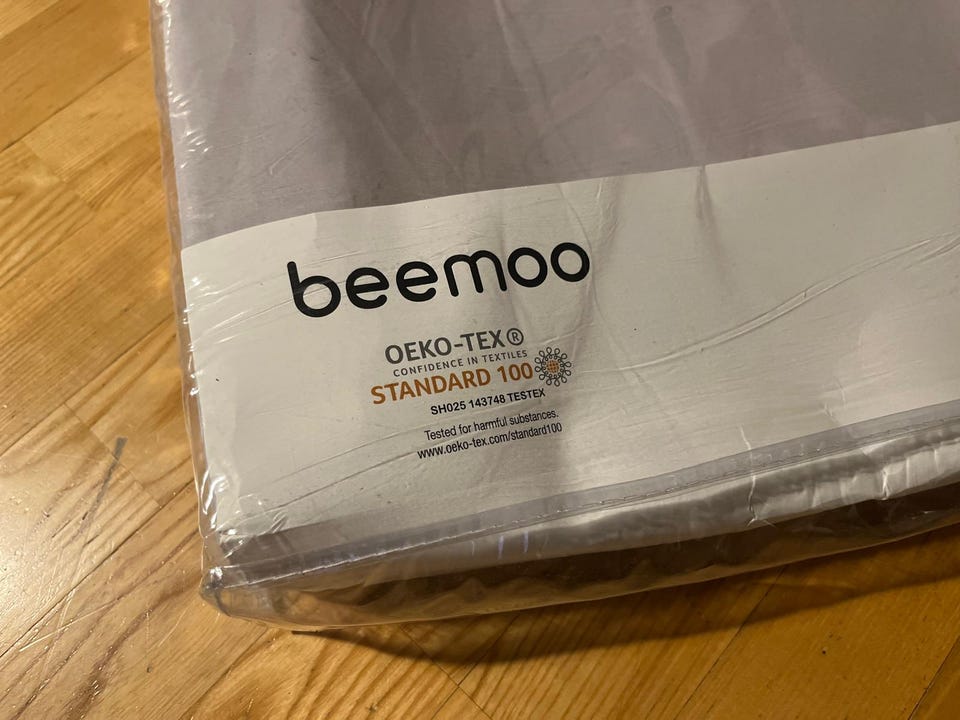 beemoo
OEKO-TEX®
CONFIDENCE IN TEXTILES
STANDARD 100
SH025 143748 TESTEX
Tested for harmful substances.
www.oeko-tex.com/standard100